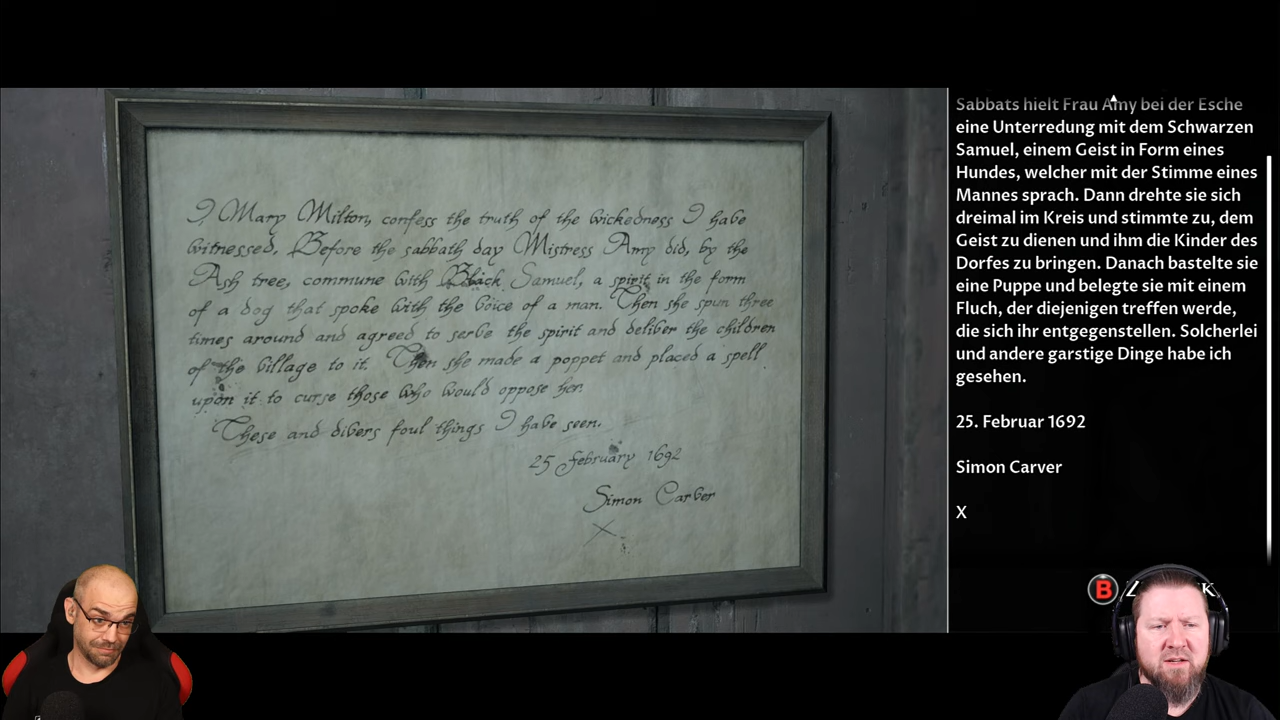 I, Mary Milton, confess the truth of the wickedness I have
witnessed. Before the sabbath day Mistress Amy did, by the
Ash tree, commune with Black Samuel, a spirit in the form
of a dog that spoke with the voice of a man. Then she spun three
times around and agreed to serve the spirit and deliver the children
of the village to it. Then she made a poppet and placed a spell
upon it to curse those who would oppose her.
These and divers foul things I have seen.
25 February 1692
Simon Carver
X
Sabbats hielt Frau Amy bei der Esche
eine Unterredung mit dem Schwarzen
Samuel, einem Geist in Form eines
Hundes, welcher mit der Stimme eines
Mannes sprach. Dann drehte sie sich
dreimal im Kreis und stimmte zu, dem
Geist zu dienen und ihm die Kinder des
Dorfes zu bringen. Danach bastelte sie
eine Puppe und belegte sie mit einem
Fluch, der diejenigen treffen werde,
die sich ihr entgegenstellen. Solcherlei
und andere garstige Dinge habe ich
gesehen.
25. Februar 1692
Simon Carver
X
B